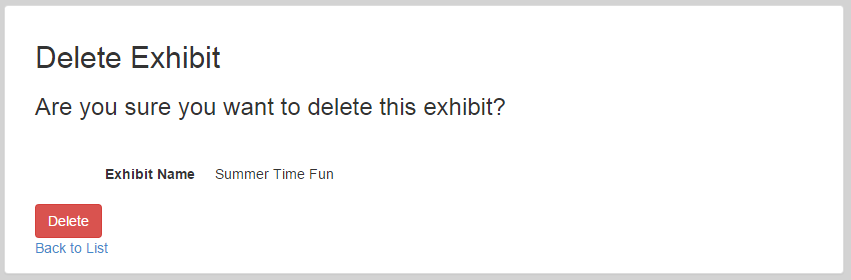 Delete Exhibit
Are you sure you want to delete this exhibit?
Exhibit Name Summer Time Fun
Delete
Back to List